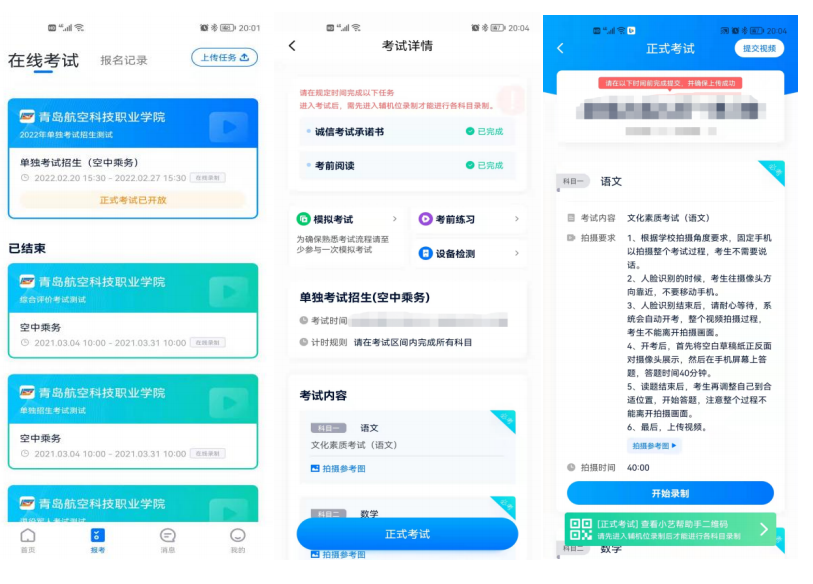 20:01
在线考试
报名记录
上传任务
青岛航空科技职业学院
2022年单独考试招生测试
单独考试招生（空中乘务）
2022.02.20 15:30 - 2022.02.27 15:30 在线录制
正式考试已开放
已结束
青岛航空科技职业学院
综合评价考试测试
空中乘务
2021.03.04 10:00 - 2021.03.31 10:00 在线录制
青岛航空科技职业学院
单独招生考试测试
空中乘务
2021.03.04 10:00 - 2021.03.31 10:00 在线录制
青岛航空科技职业学院
首页
报考
消息
我的
20:04
考试详情
请在规定时间完成以下任务
进入考试后，需先进入辅机位录制才能进行各科目录制。
诚信考试承诺书
已完成
考前阅读
已完成
模拟考试
为确保熟悉考试流程请至
少参与一次模拟考试
考前练习
设备检测
单独考试招生(空中乘务)
考试时间
计时规则 请在考试区间内完成所有科目
考试内容
科目一 语文
必考
文化素质考试（语文）
拍摄参考图
科目二 数学
正式考试
拍摄参考图
20:04
正式考试
提交视频
请在以下时间前完成提交，并确保上传成功
科目一 语文
必考
考试内容 文化素质考试（语文）
拍摄要求 1、根据学校拍摄角度要求，固定手机
以拍摄整个考试过程，考生不需要说
话。
2、人脸识别的时候，考生往摄像头方
向靠近，不要移动手机。
3、人脸识别结束后，请耐心等待，系
统会自动开考，整个视频拍摄过程，
考生不能离开拍摄画面。
4、开考后，首先将空白草稿纸正反面
对摄像头展示，然后在手机屏幕上答
题，答题时间40分钟。
5、读题结束后，考生再调整自己到合
适位置，开始答题，注意整个过程不
能离开拍摄画面。
6、最后，上传视频。
拍摄参考图
拍摄时间 40:00
开始录制
[正式考试] 查看小艺帮助手二维码
请先进入辅机位录制后才能进行各科目录制
科目二 数学